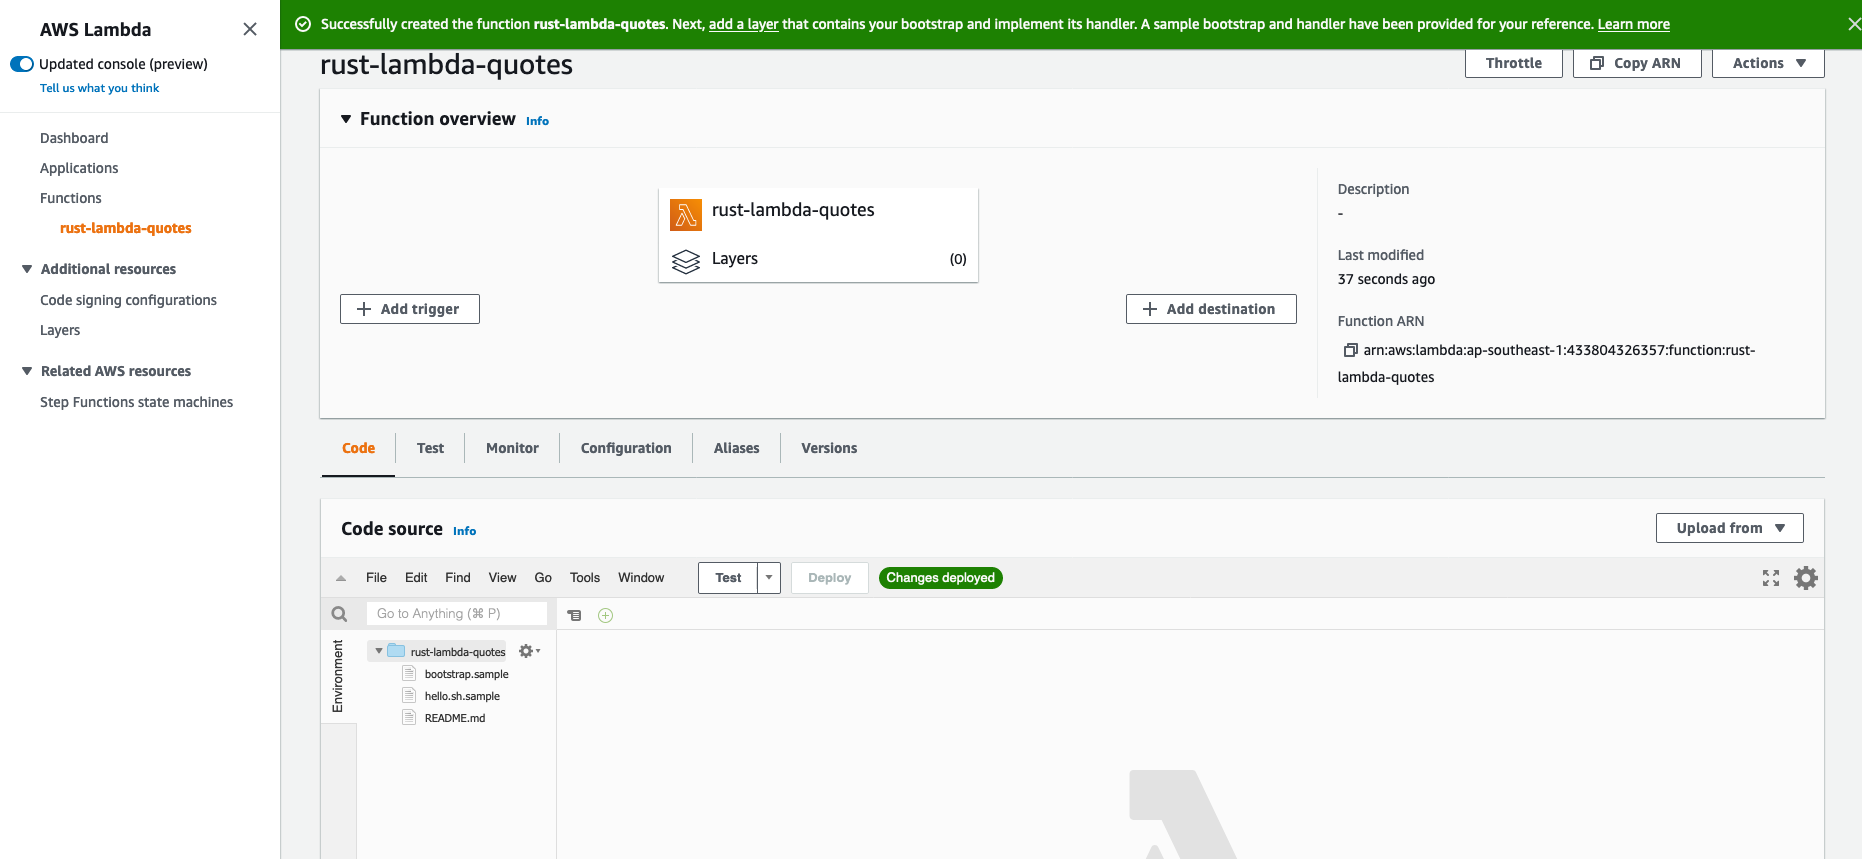 AWS Lambda
Updated console (preview)
Tell us what you think
Dashboard
Applications
Functions
rust-lambda-quotes
Additional resources
Code signing configurations
Layers
Related AWS resources
Step Functions state machines
Successfully created the function rust-lambda-quotes. Next, add a layer that contains your bootstrap and implement its handler. A sample bootstrap and handler have been provided for your reference. Learn more
rust-lambda-quotes
Throttle
Copy ARN
Actions
Function overview Info
rust-lambda-quotes
Layers (0)
Add trigger
Add destination
Description
-
Last modified
37 seconds ago
Function ARN
arn:aws:lambda:ap-southeast-1:433804326357:function:rust-
lambda-quotes
Code Test Monitor Configuration Aliases Versions
Code source Info
Upload from
File Edit Find View Go Tools Window Test Deploy Changes deployed
Go to Anything (⌘ P)
Environment
rust-lambda-quotes
bootstrap.sample
hello.sh.sample
README.md